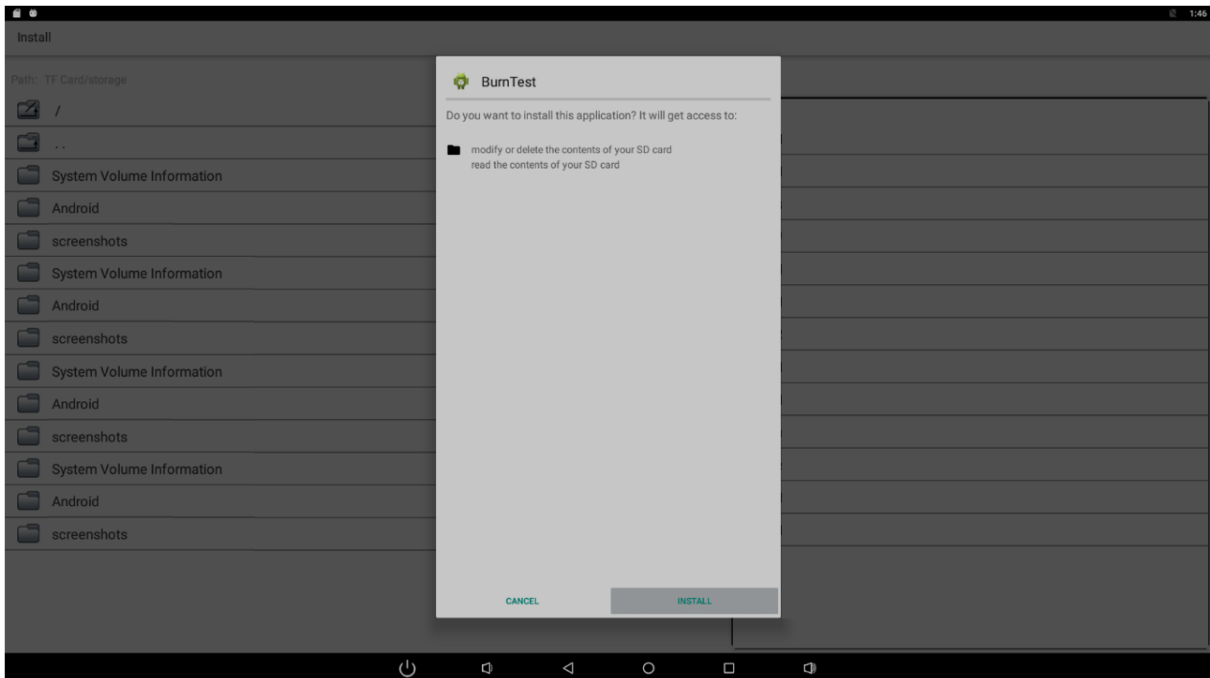 1:46
Install
Path: TF Card/storage
/
..
System Volume Information
Android
screenshots
System Volume Information
Android
screenshots
System Volume Information
Android
screenshots
System Volume Information
Android
screenshots
BurnTest
Do you want to install this application? It will get access to:
modify or delete the contents of your SD card
read the contents of your SD card
CANCEL
INSTALL